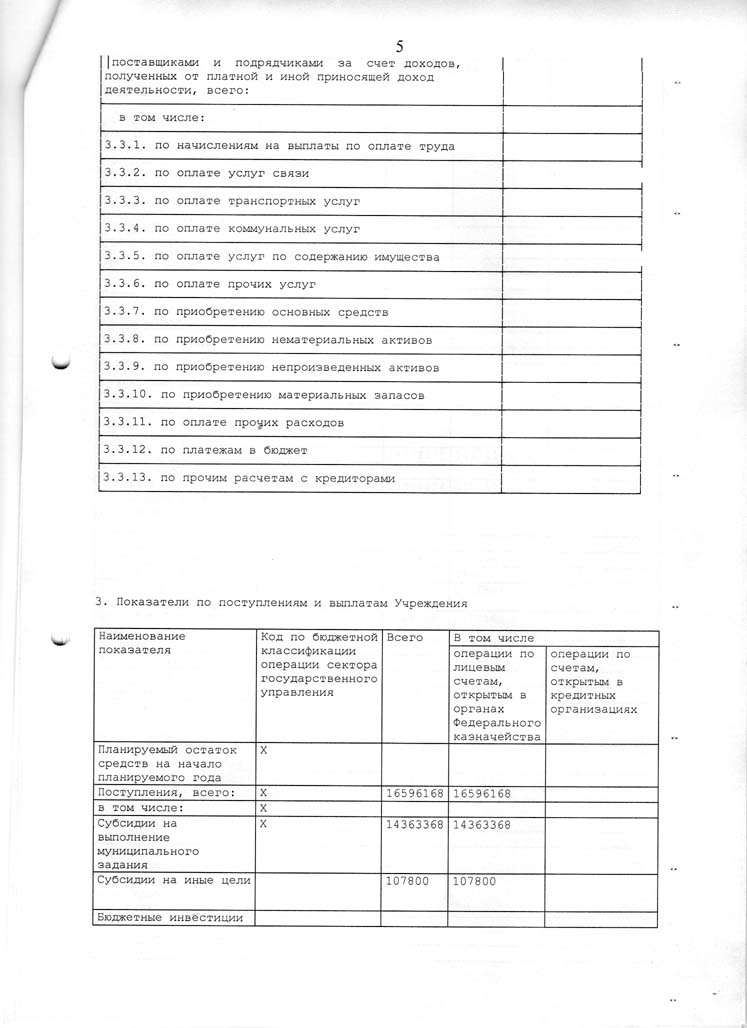 5
поставщиками и подрядчиками за счет доходов,
полученных от платной и иной приносящей доход
деятельности, всего:
в том числе:
3.3.1. по начислениям на выплаты по оплате труда
3.3.2. по оплате услуг связи
3.3.3. по оплате транспортных услуг
3.3.4. по оплате коммунальных услуг
3.3.5. по оплате услуг по содержанию имущества
3.3.6. по оплате прочих услуг
3.3.7. по приобретению основных средств
3.3.8. по приобретению нематериальных активов
3.3.9. по приобретению непроизведенных активов
3.3.10. по приобретению материальных запасов
3.3.11. по оплате прочих расходов
3.3.12. по платежам в бюджет
3.3.13. по прочим расчетам с кредиторами
3. Показатели по поступлениям и выплатам Учреждения
Наименование
показателя
Код по бюджетной
классификации
операции сектора
государственного
управления
Всего
В том числе
операции по
лицевым
счетам,
открытым в
органах
Федерального
казначейства
операции по
счетам,
открытым в
кредитных
организациях
Планируемый остаток
средств на начало
планируемого года
X
Поступления, всего:
X
16596168
16596168
в том числе:
X
Субсидии на
выполнение
муниципального
задания
X
14363368
14363368
Субсидии на иные цели
107800
107800
Бюджетные инвестиции